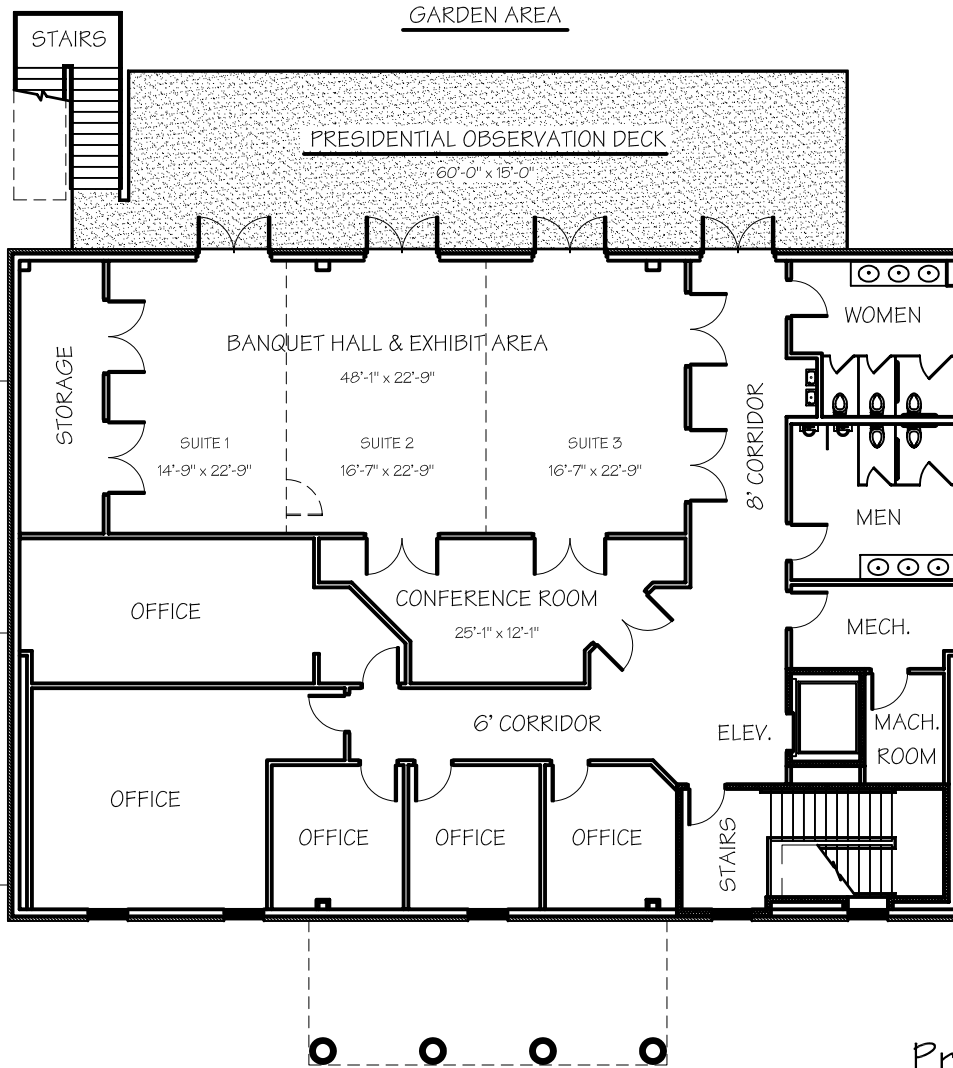 GARDEN AREA
STAIRS
PRESIDENTIAL OBSERVATION DECK
60'-0" x 15'-0"
BANQUET HALL & EXHIBIT AREA
48'-1" x 22'-9"
STORAGE
SUITE 1
14'-9" x 22'-9"
SUITE 2
16'-7" x 22'-9"
SUITE 3
16'-7" x 22'-9"
8' CORRIDOR
WOMEN
MEN
OFFICE
CONFERENCE ROOM
25'-1" x 12'-1"
MECH.
6' CORRIDOR
ELEV.
MACH.
ROOM
OFFICE
OFFICE
OFFICE
OFFICE
STAIRS
Pr